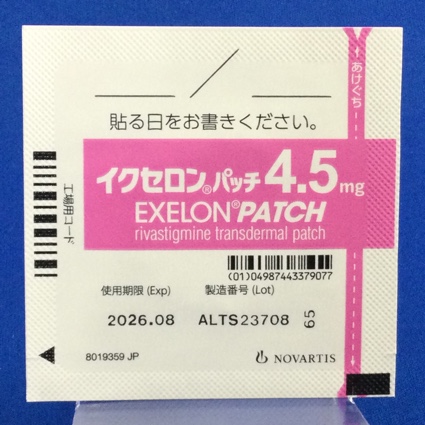 あけぐち
/
貼る日をお書きください。
イクセロン®パッチ4.5mg
EXELON®PATCH
rivastigmine transdermal patch
工場用コード
(01)04987443379077
使用期限 (Exp) 製造番号 (Lot)
2026.08 ALTS23708 65
8019359 JP NOVARTIS